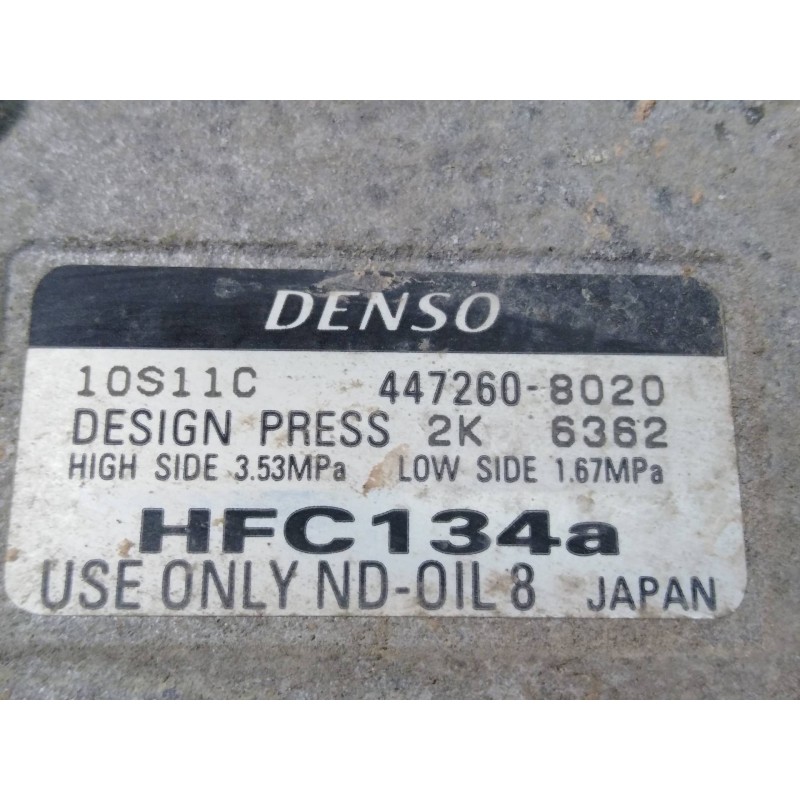 DENSO
10S11C 447260-8020
DESIGN PRESS 2K 6362
HIGH SIDE 3.53MPa LOW SIDE 1.67MPa
HFC134a
USE ONLY ND-OIL 8 JAPAN